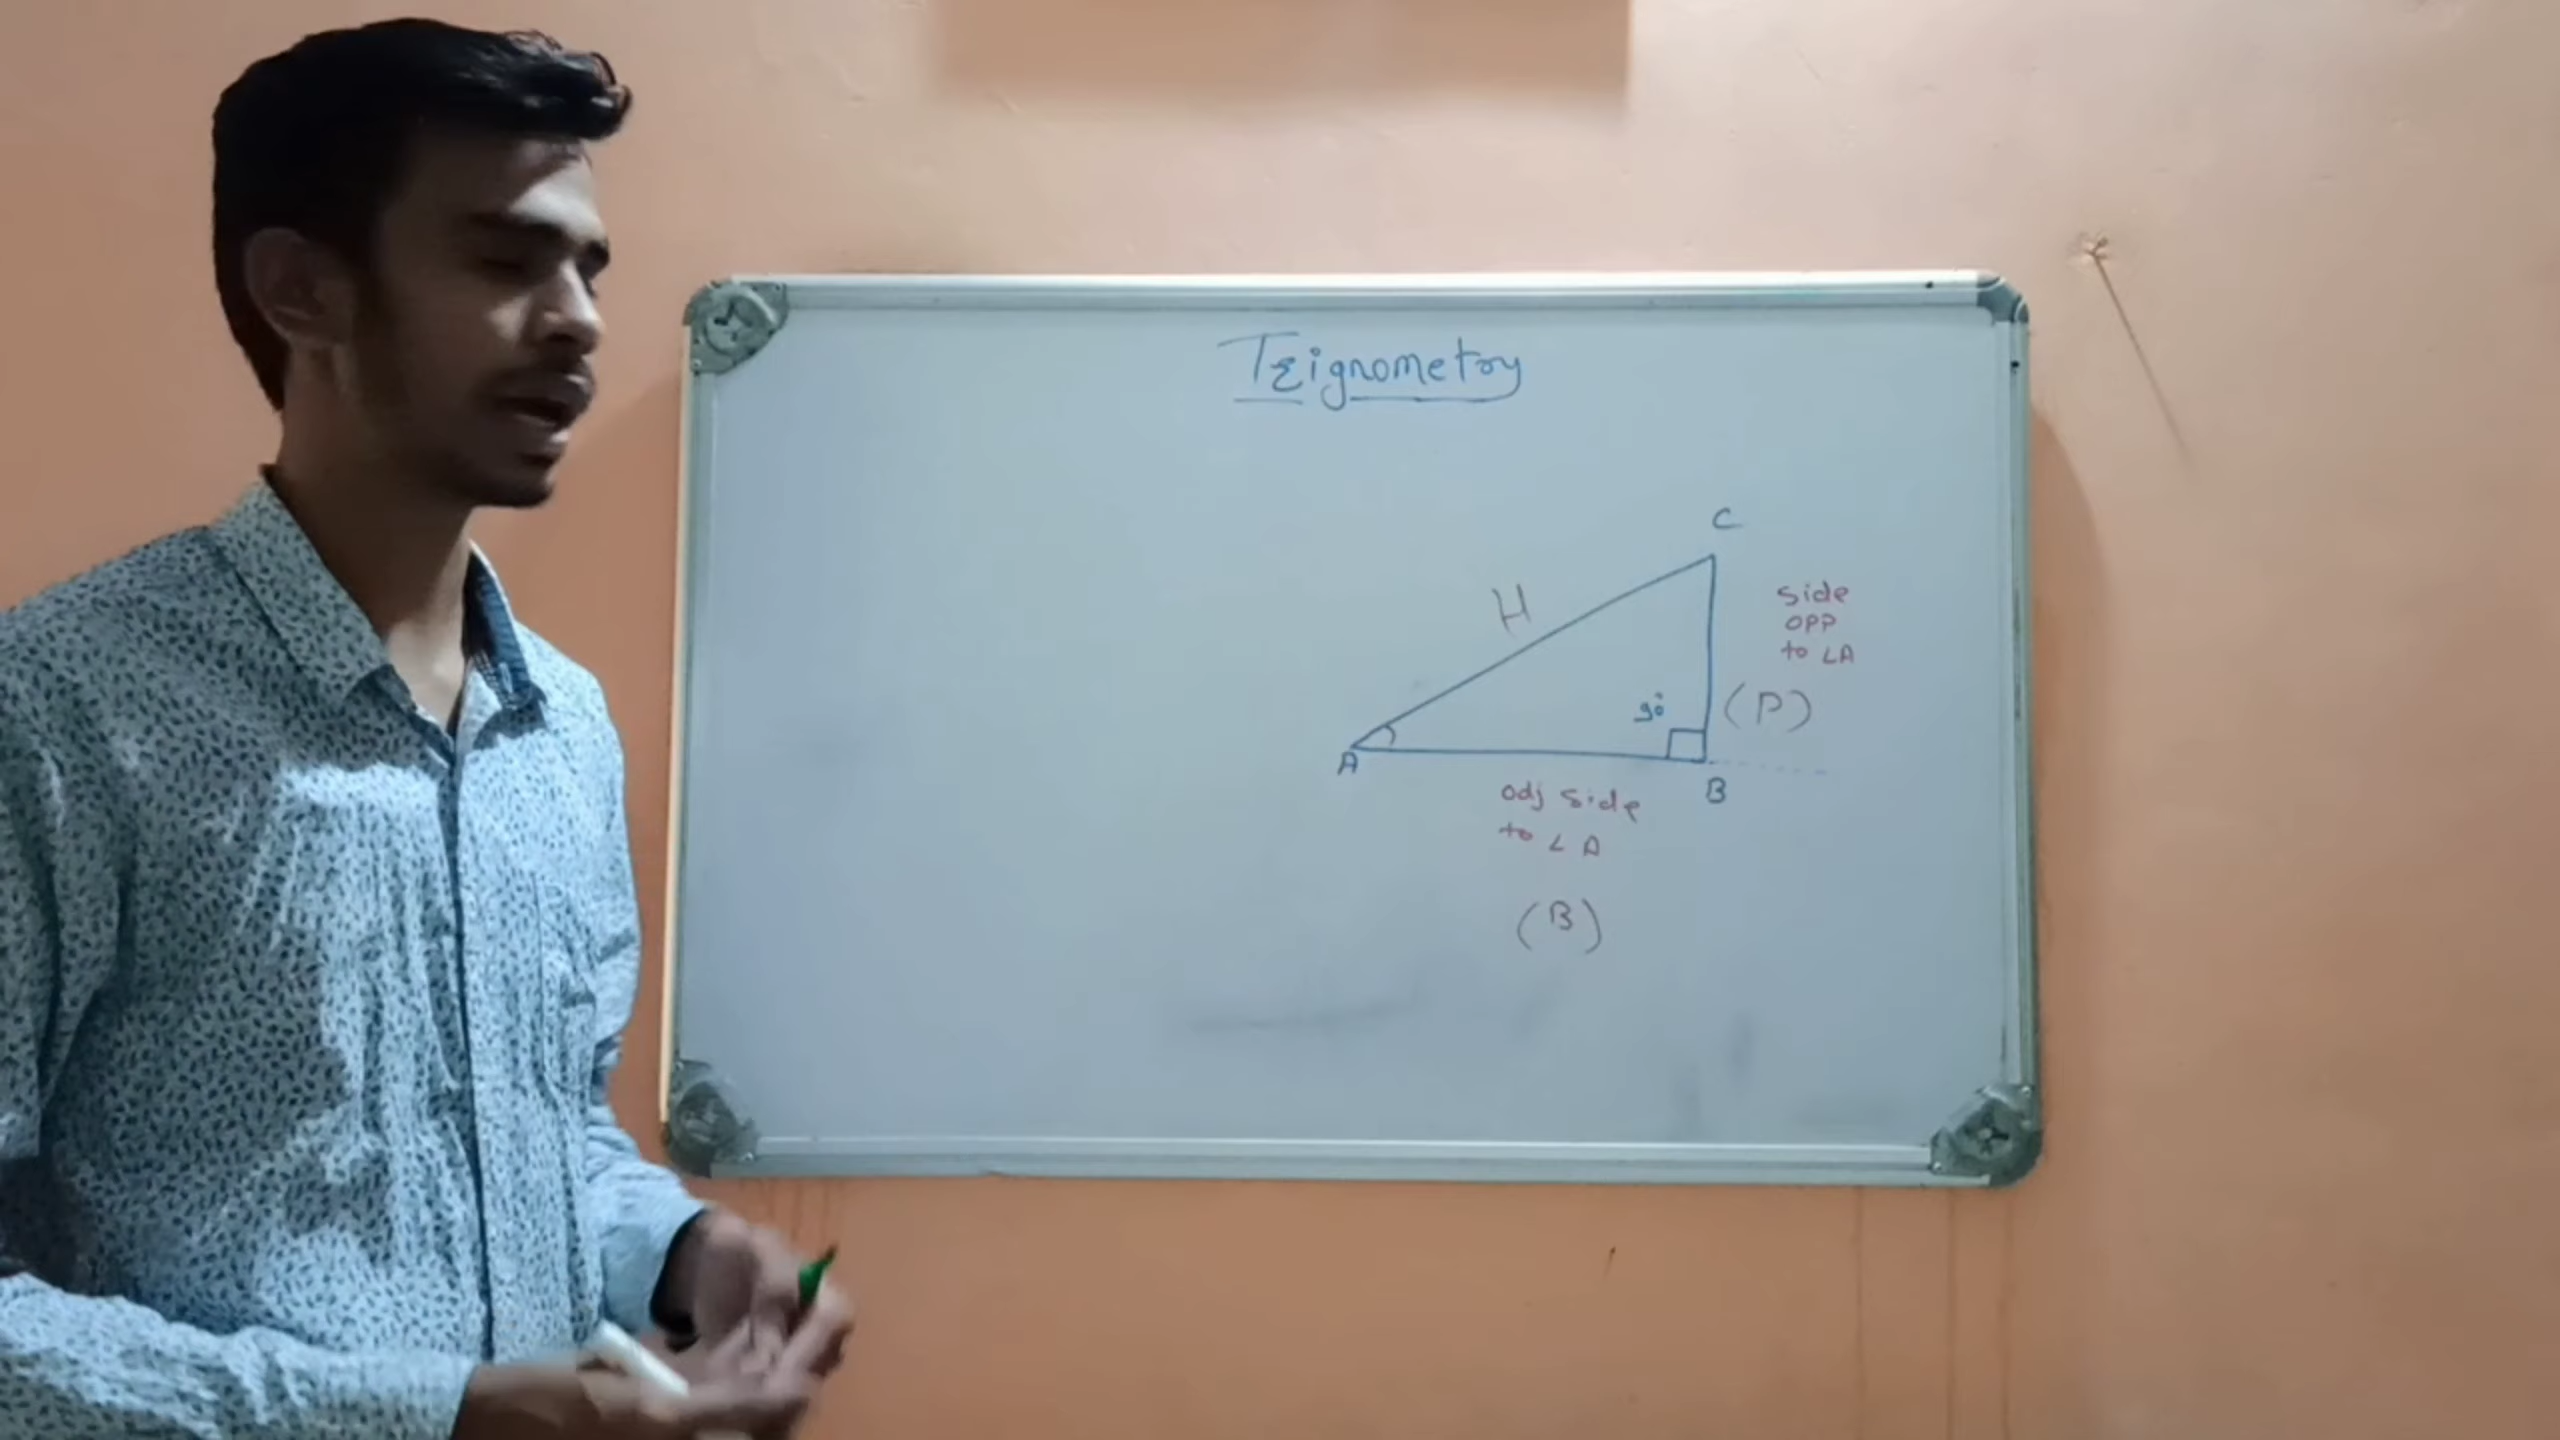 Trignometry
C
H
Side
opp
to ∠A
90°
(P)
A
B
adj side
to ∠A
(B)